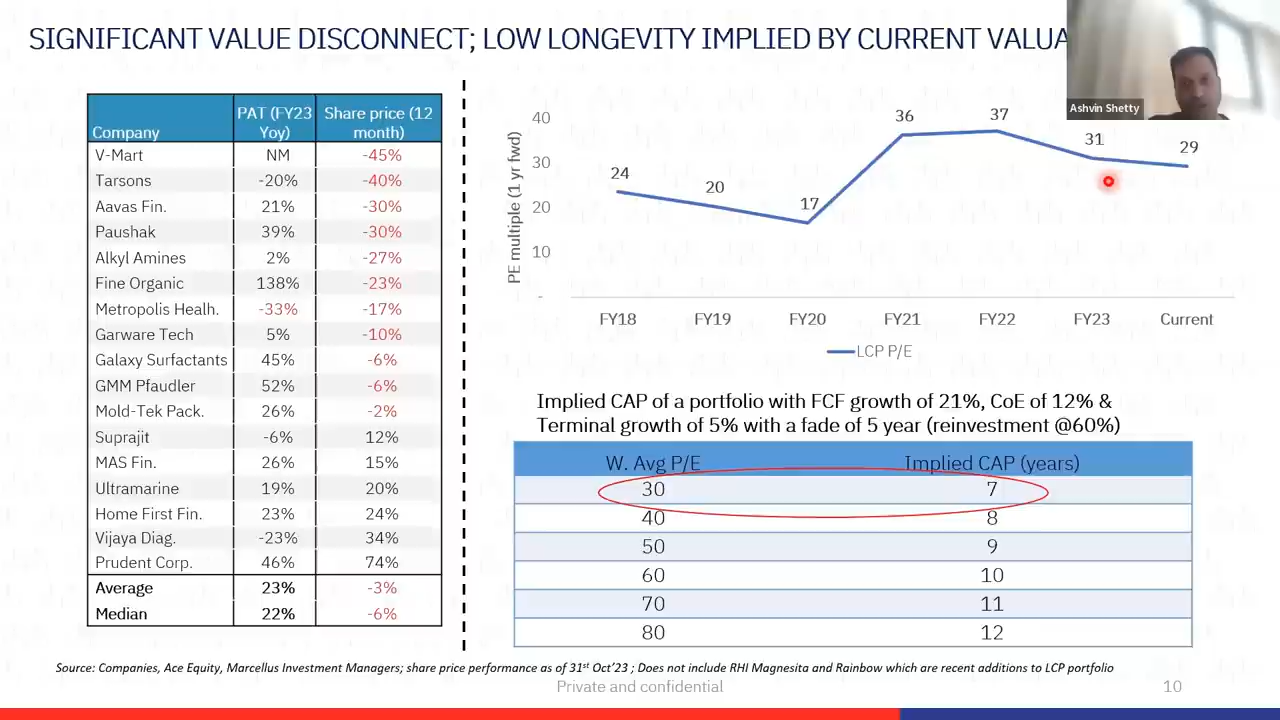 SIGNIFICANT VALUE DISCONNECT; LOW LONGEVITY IMPLIED BY CURRENT VALUA
Ashvin Shetty
Company PAT (FY23 Yoy) Share price (12 month)
V-Mart NM -45%
Tarsons -20% -40%
Aavas Fin. 21% -30%
Paushak 39% -30%
Alkyl Amines 2% -27%
Fine Organic 138% -23%
Metropolis Healh. -33% -17%
Garware Tech 5% -10%
Galaxy Surfactants 45% -6%
GMM Pfaudler 52% -6%
Mold-Tek Pack. 26% -2%
Suprajit -6% 12%
MAS Fin. 26% 15%
Ultramarine 19% 20%
Home First Fin. 23% 24%
Vijaya Diag. -23% 34%
Prudent Corp. 46% 74%
Average 23% -3%
Median 22% -6%
PE multiple (1 yr fwd)
40
30
20
10
-
24 20 17 36 37 31 29
FY18 FY19 FY20 FY21 FY22 FY23 Current
LCP P/E
Implied CAP of a portfolio with FCF growth of 21%, CoE of 12% &
Terminal growth of 5% with a fade of 5 year (reinvestment @60%)
W. Avg P/E Implied CAP (years)
30 7
40 8
50 9
60 10
70 11
80 12
Source: Companies, Ace Equity, Marcellus Investment Managers; share price performance as of 31st Oct'23 ; Does not include RHI Magnesita and Rainbow which are recent additions to LCP portfolio
Private and confidential
10